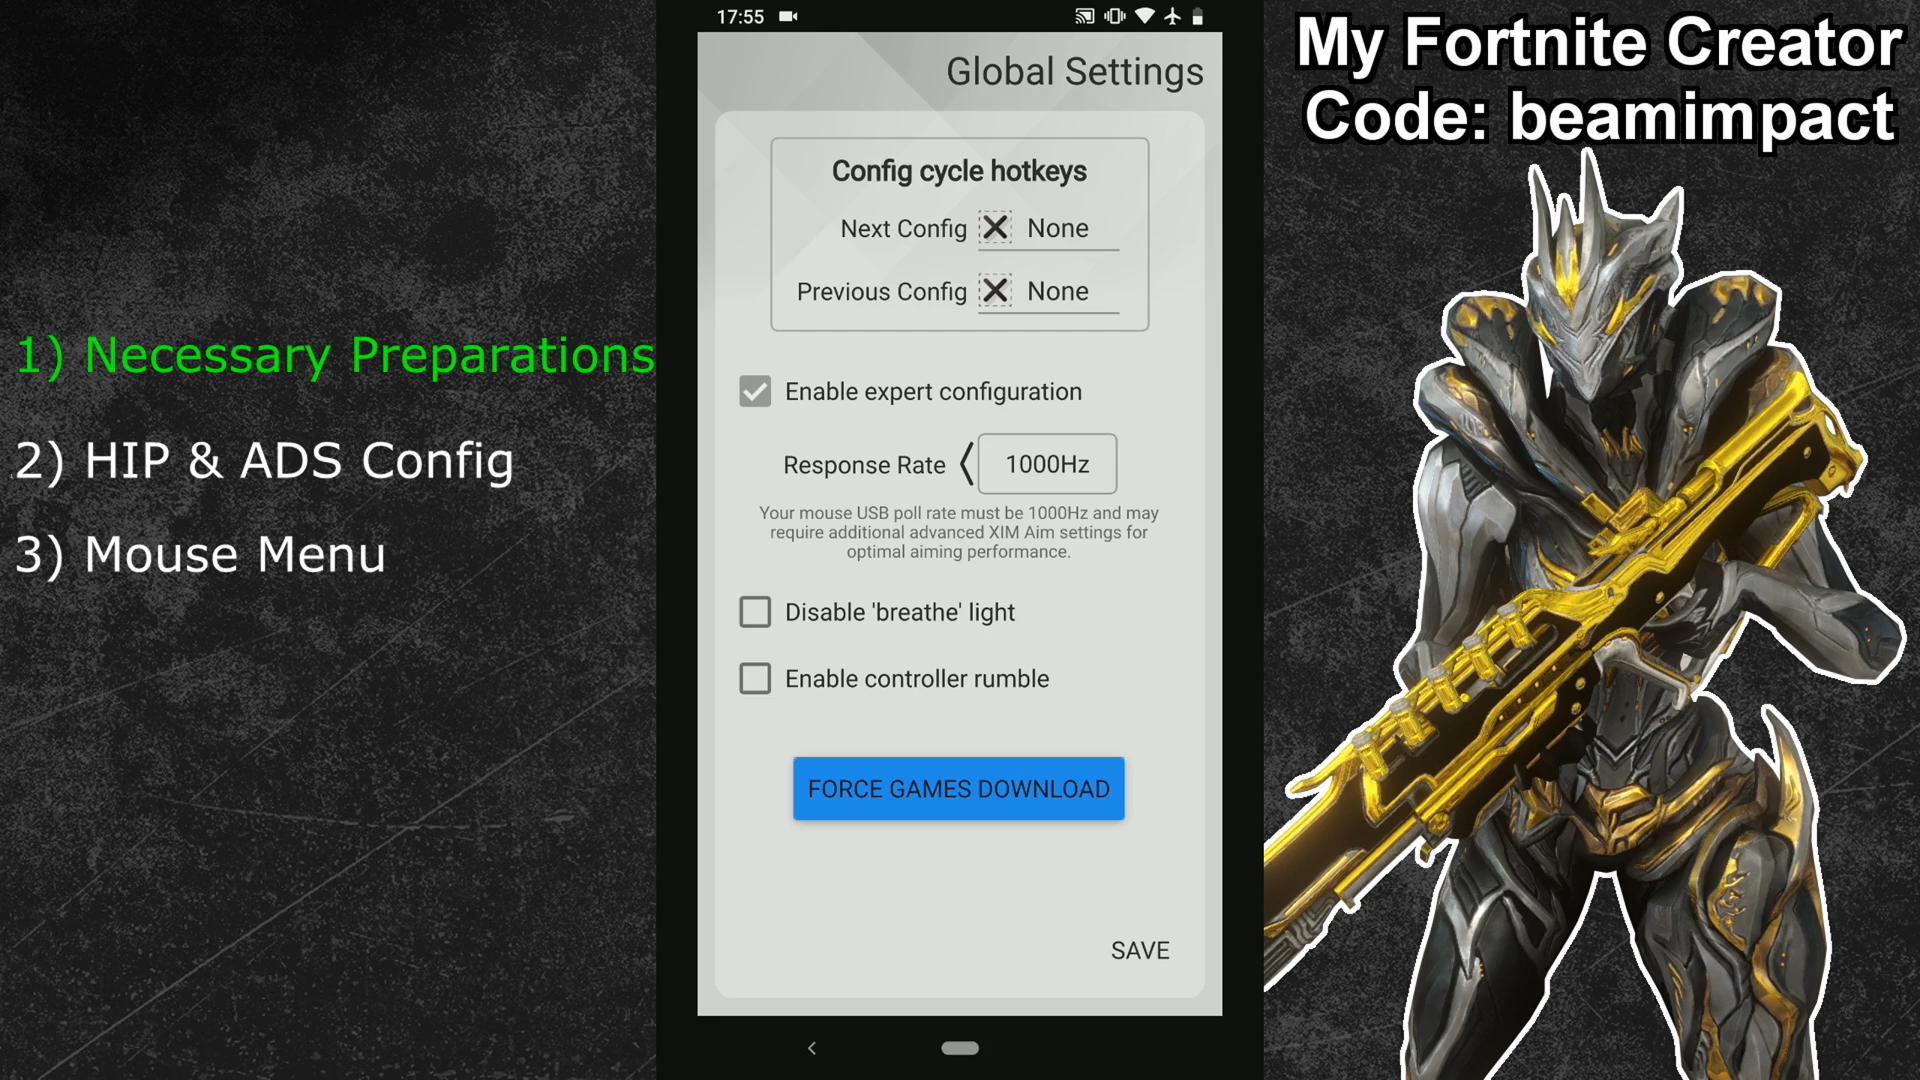 1) Necessary Preparations
2) HIP & ADS Config
3) Mouse Menu
17:55
Global Settings
Config cycle hotkeys
Next Config None
Previous Config None
Enable expert configuration
Response Rate 1000Hz
Your mouse USB poll rate must be 1000Hz and may
require additional advanced XIM Aim settings for
optimal aiming performance.
Disable 'breathe' light
Enable controller rumble
FORCE GAMES DOWNLOAD
SAVE
My Fortnite Creator
Code: beamimpact